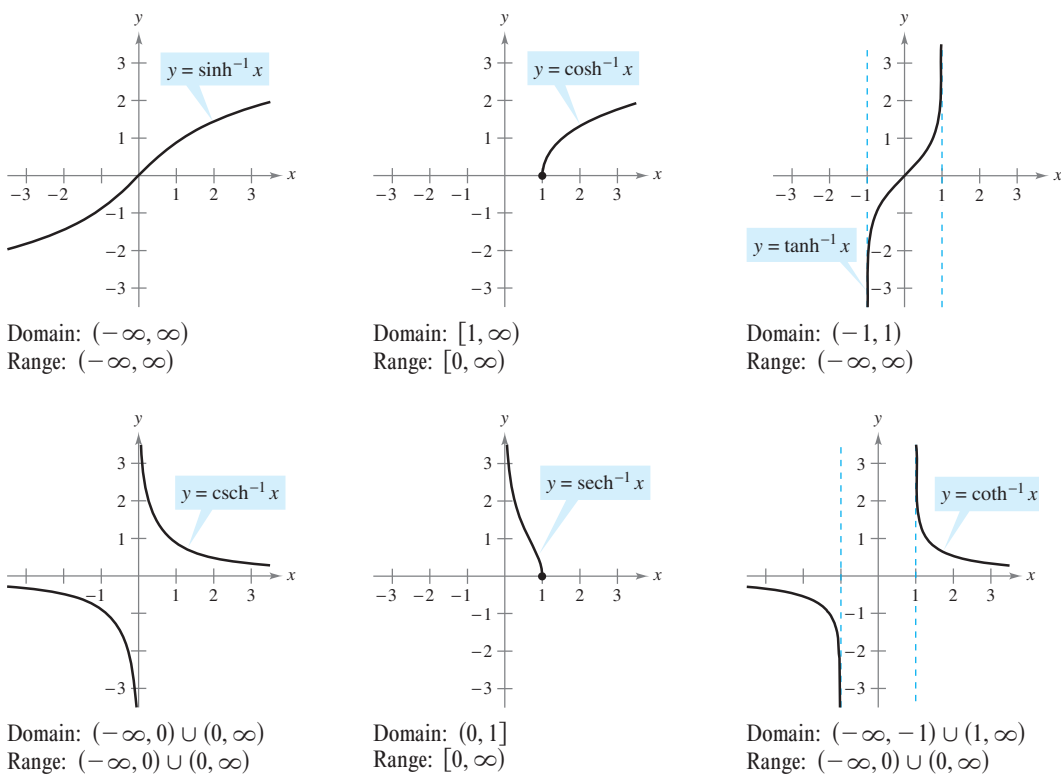 y
3
y = sinh⁻¹ x
2
1
x
−3 −2 1 2 3
−1
−2
−3
Domain: (−∞, ∞)
Range: (−∞, ∞)
y
3
y = cosh⁻¹ x
2
1
x
−3 −2 −1 1 2 3
−1
−2
−3
Domain: [1, ∞)
Range: [0, ∞)
y
3
2
1
x
−3 −2 −1 1 2 3
y = tanh⁻¹ x
−2
−3
Domain: (−1, 1)
Range: (−∞, ∞)
y
3
y = csch⁻¹ x
2
1
x
−1 1 2 3
−3
Domain: (−∞, 0) ∪ (0, ∞)
Range: (−∞, 0) ∪ (0, ∞)
y
3
y = sech⁻¹ x
2
1
x
−3 −2 −1 1 2 3
−1
−2
−3
Domain: (0, 1]
Range: [0, ∞)
y
3
y = coth⁻¹ x
2
1
x
1 2 3
−1
−2
−3
Domain: (−∞, −1) ∪ (1, ∞)
Range: (−∞, 0) ∪ (0, ∞)